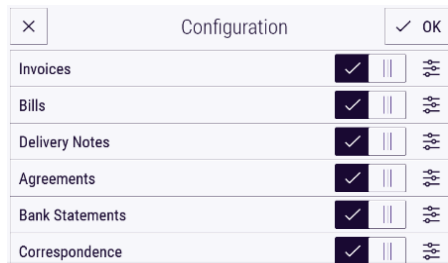 Configuration
OK
Invoices
Bills
Delivery Notes
Agreements
Bank Statements
Correspondence